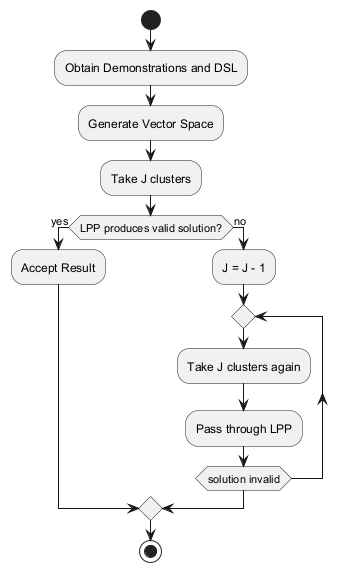 Obtain Demonstrations and DSL
Generate Vector Space
Take J clusters
yes
LPP produces valid solution?
no
Accept Result
J = J - 1
Take J clusters again
Pass through LPP
solution invalid